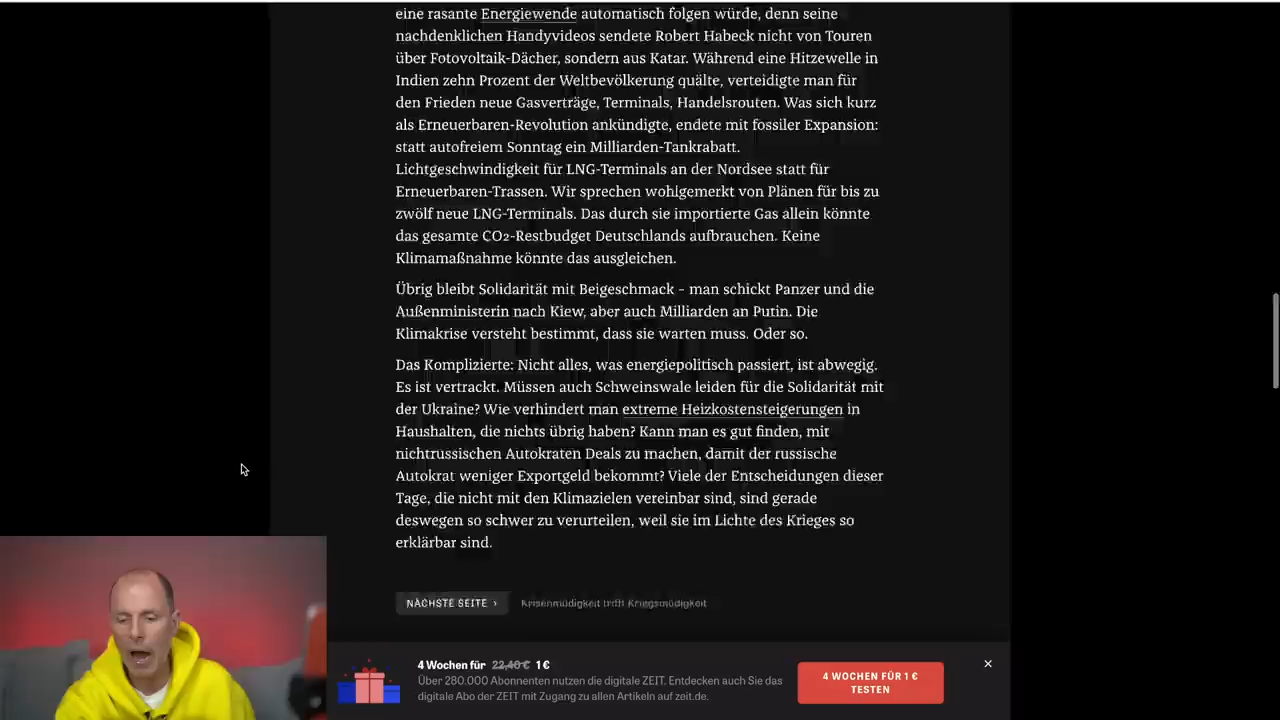 eine rasante Energiewende automatisch folgen würde, denn seine
nachdenklichen Handyvideos sendete Robert Habeck nicht von Touren
über Fotovoltaik-Dächer, sondern aus Katar. Während eine Hitzewelle in
Indien zehn Prozent der Weltbevölkerung quälte, verteidigte man für
den Frieden neue Gasverträge, Terminals, Handelsrouten. Was sich kurz
als Erneuerbaren-Revolution ankündigte, endete mit fossiler Expansion:
statt autofreiem Sonntag ein Milliarden-Tankrabatt.
Lichtgeschwindigkeit für LNG-Terminals an der Nordsee statt für
Erneuerbaren-Trassen. Wir sprechen wohlgemerkt von Plänen für bis zu
zwölf neue LNG-Terminals. Das durch sie importierte Gas allein könnte
das gesamte CO2-Restbudget Deutschlands aufbrauchen. Keine
Klimamaßnahme könnte das ausgleichen.
Übrig bleibt Solidarität mit Beigeschmack – man schickt Panzer und die
Außenministerin nach Kiew, aber auch Milliarden an Putin. Die
Klimakrise versteht bestimmt, dass sie warten muss. Oder so.
Das Komplizierte: Nicht alles, was energiepolitisch passiert, ist abwegig.
Es ist vertrackt. Müssen auch Schweinswale leiden für die Solidarität mit
der Ukraine? Wie verhindert man extreme Heizkostensteigerungen in
Haushalten, die nichts übrig haben? Kann man es gut finden, mit
nichtrussischen Autokraten Deals zu machen, damit der russische
Autokrat weniger Exportgeld bekommt? Viele der Entscheidungen dieser
Tage, die nicht mit den Klimazielen vereinbar sind, sind gerade
deswegen so schwer zu verurteilen, weil sie im Lichte des Krieges so
erklärbar sind.
NÄCHSTE SEITE › Krisenmüdigkeit trifft Kriegsmüdigkeit
4 Wochen für 22,40 € 1 €
Über 280.000 Abonnenten nutzen die digitale ZEIT. Entdecken auch Sie das
digitale Abo der ZEIT mit Zugang zu allen Artikeln auf zeit.de.
4 WOCHEN FÜR 1 €
TESTEN